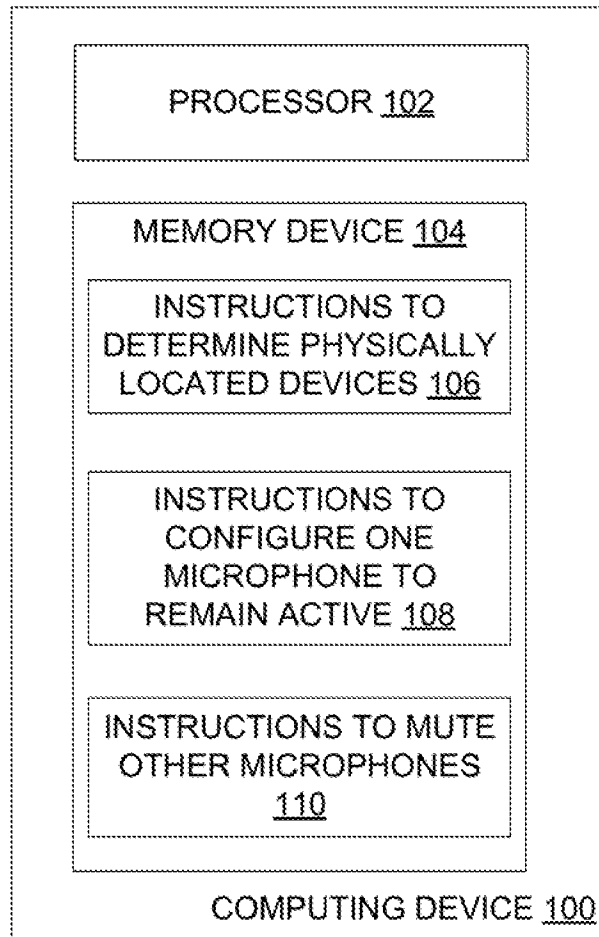 PROCESSOR 102
MEMORY DEVICE 104
INSTRUCTIONS TO
DETERMINE PHYSICALLY
LOCATED DEVICES 106
INSTRUCTIONS TO
CONFIGURE ONE
MICROPHONE TO
REMAIN ACTIVE 108
INSTRUCTIONS TO MUTE
OTHER MICROPHONES
110
COMPUTING DEVICE 100